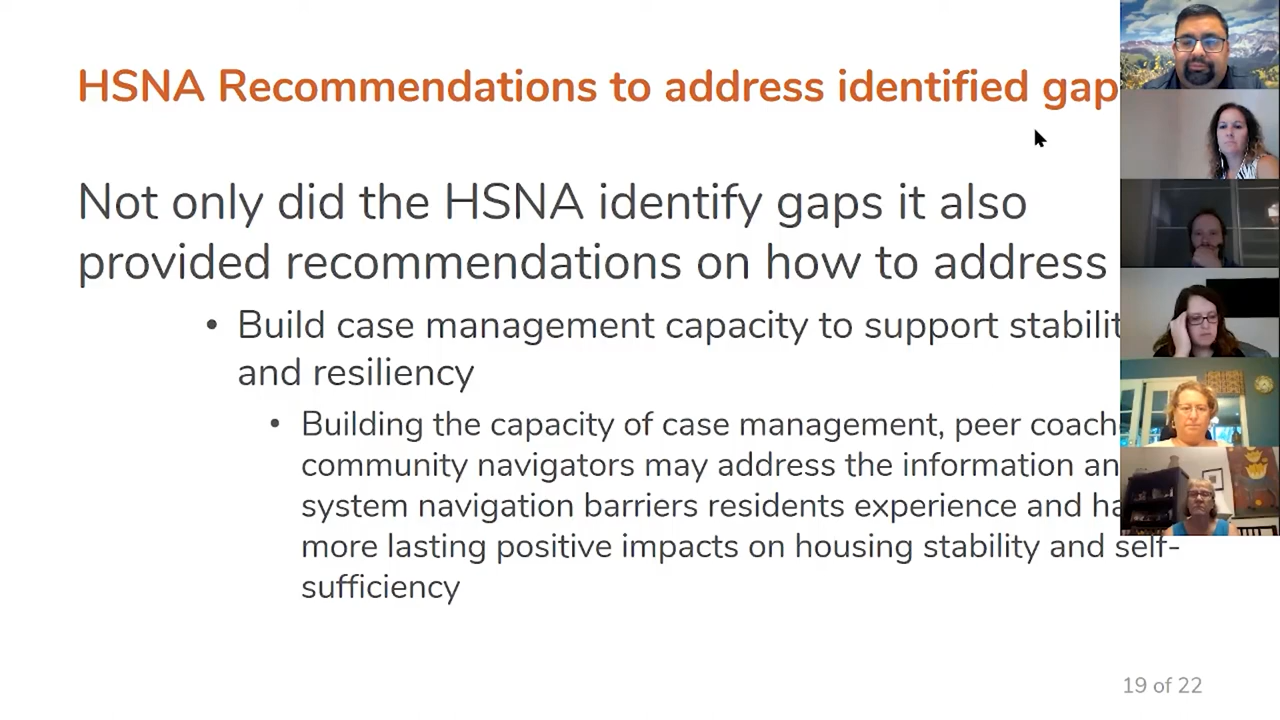 HSNA Recommendations to address identified gap
Not only did the HSNA identify gaps it also
provided recommendations on how to address
• Build case management capacity to support stabilit
and resiliency
• Building the capacity of case management, peer coach
community navigators may address the information an
system navigation barriers residents experience and ha
more lasting positive impacts on housing stability and self-
sufficiency
19 of 22